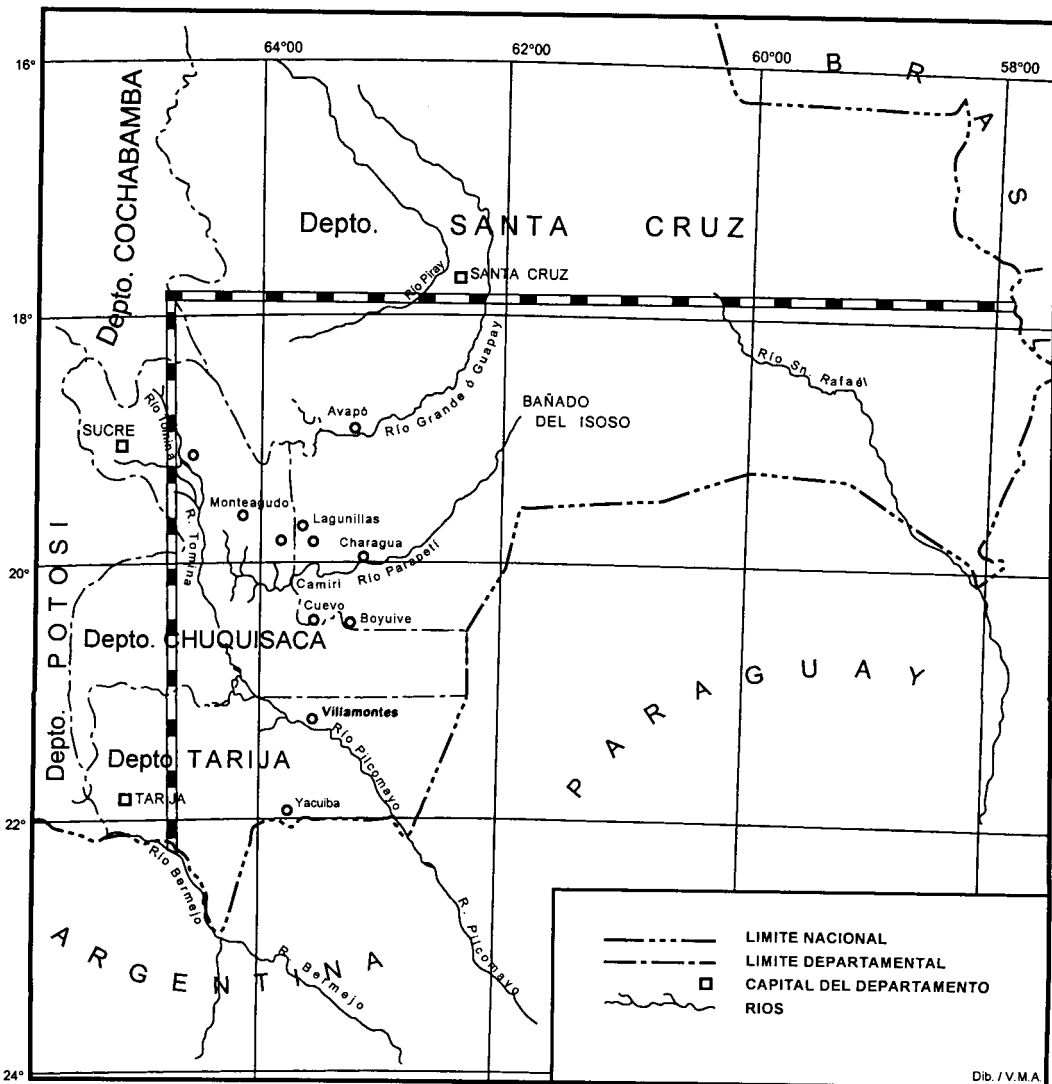 64°00
62°00
60°00
58°00
16°
BRASIL
Depto. COCHABAMBA
Depto. SANTA CRUZ
Río Piray
SANTA CRUZ
18°
Río Grande ó Guapay
Río Sn. Rafaél
BAÑADO
DEL ISOSO
Avapó
Río Tomina
SUCRE
Monteagudo
Lagunillas
Charagua
R. Tomina
Río Parapetí
20°
Camiri
Cuevo
Boyuive
Depto. POTOSI
Depto. CHUQUISACA
PARAGUAY
Villamontes
Río Pilcomayo
Depto TARIJA
TARIJA
Yacuiba
22°
Río Bermejo
R. Pilcomayo
ARGENTINA
R. Bermejo
LIMITE NACIONAL
LIMITE DEPARTAMENTAL
CAPITAL DEL DEPARTAMENTO
RIOS
24°
Dib. / V.M.A.